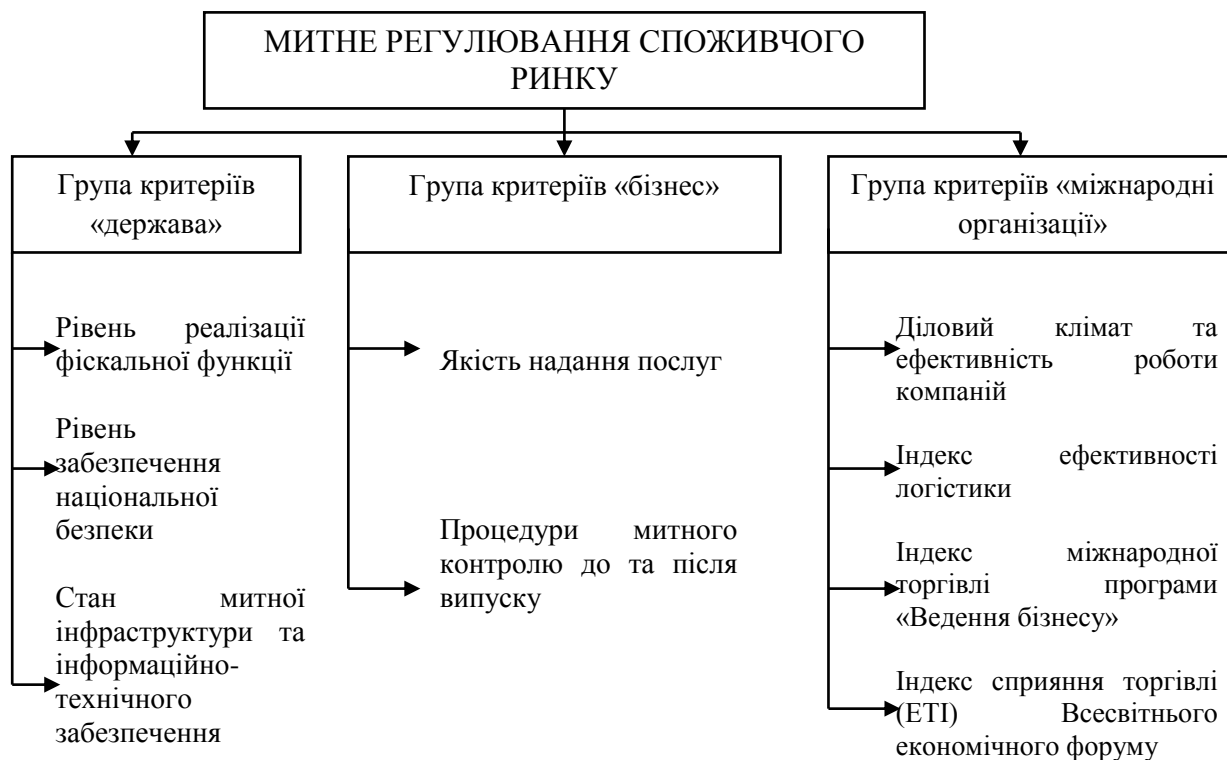 МИТНЕ РЕГУЛЮВАННЯ СПОЖИВЧОГО
РИНКУ
Група критеріїв
«держава»
Рівень реалізації
фіскальної функції
Рівень
забезпечення
національної
безпеки
Стан митної
інфраструктури та
інформаційно-
технічного
забезпечення
Група критеріїв «бізнес»
Якість надання послуг
Процедури митного
контролю до та після
випуску
Група критеріїв «міжнародні
організації»
Діловий клімат та
ефективність роботи
компаній
Індекс ефективності
логістики
Індекс міжнародної
торгівлі програми
«Ведення бізнесу»
Індекс сприяння торгівлі
(ЕТІ) Всесвітнього
економічного форуму